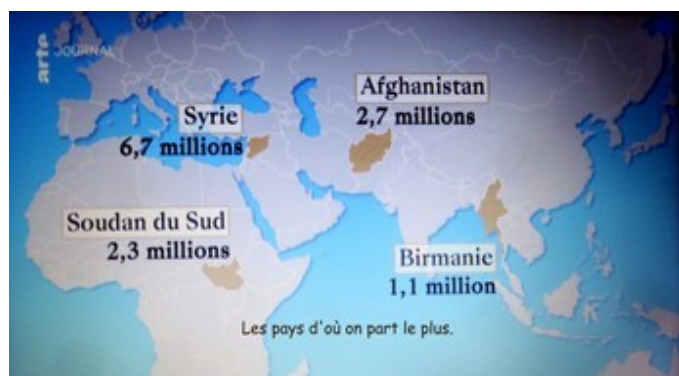 arte
JOURNAL
Afghanistan
2,7 millions
Syrie
6,7 millions
Soudan du Sud
2,3 millions
Birmanie
1,1 million
Les pays d'où on part le plus.